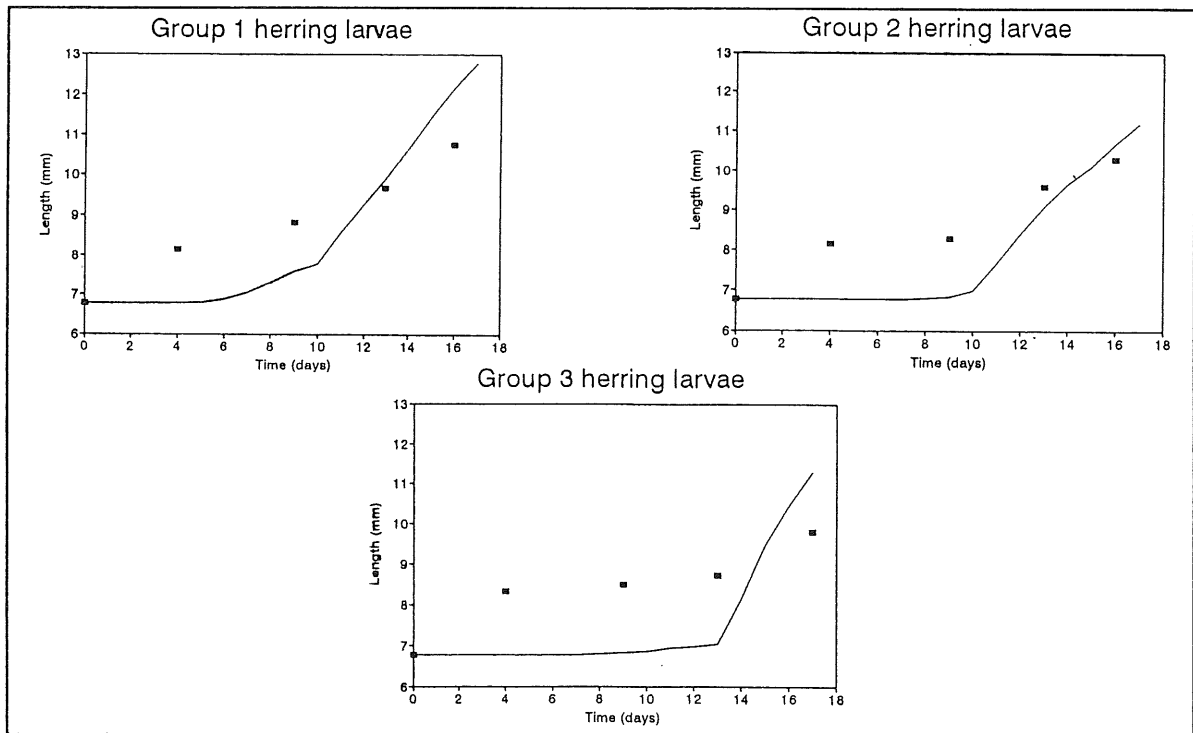 Group 1 herring larvae
13
12
11
10
9
8
7
6
Length (mm)
0 2 4 6 8 10 12 14 16 18
Time (days)
Group 2 herring larvae
13
12
11
10
9
8
7
6
Length (mm)
0 2 4 6 8 10 12 14 16 18
Time (days)
Group 3 herring larvae
13
12
11
10
9
8
7
6
Length (mm)
0 2 4 6 8 10 12 14 16 18
Time (days)